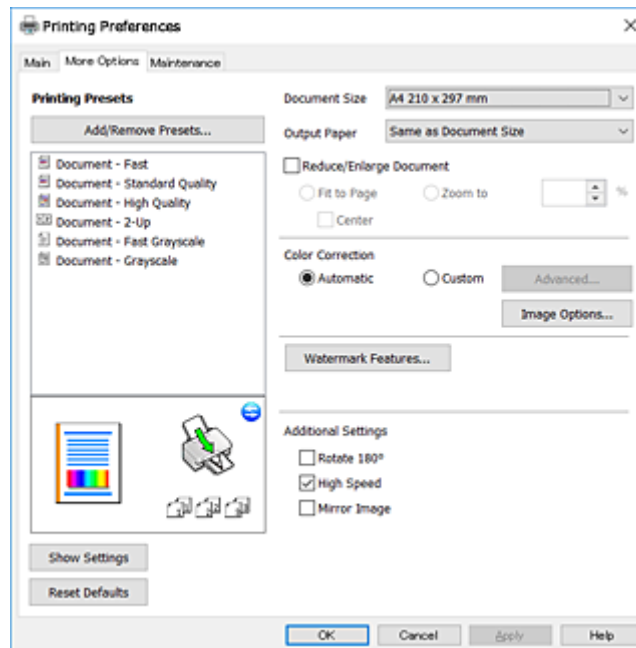 Printing Preferences
Main More Options Maintenance
Printing Presets
Add/Remove Presets...
Document - Fast
Document - Standard Quality
Document - High Quality
Document - 2-Up
Document - Fast Grayscale
Document - Grayscale
Show Settings
Reset Defaults
Document Size A4 210 x 297 mm
Output Paper Same as Document Size
Reduce/Enlarge Document
Fit to Page Zoom to %
Center
Color Correction
Automatic Custom Advanced...
Image Options...
Watermark Features...
Additional Settings
Rotate 180º
High Speed
Mirror Image
OK Cancel Apply Help